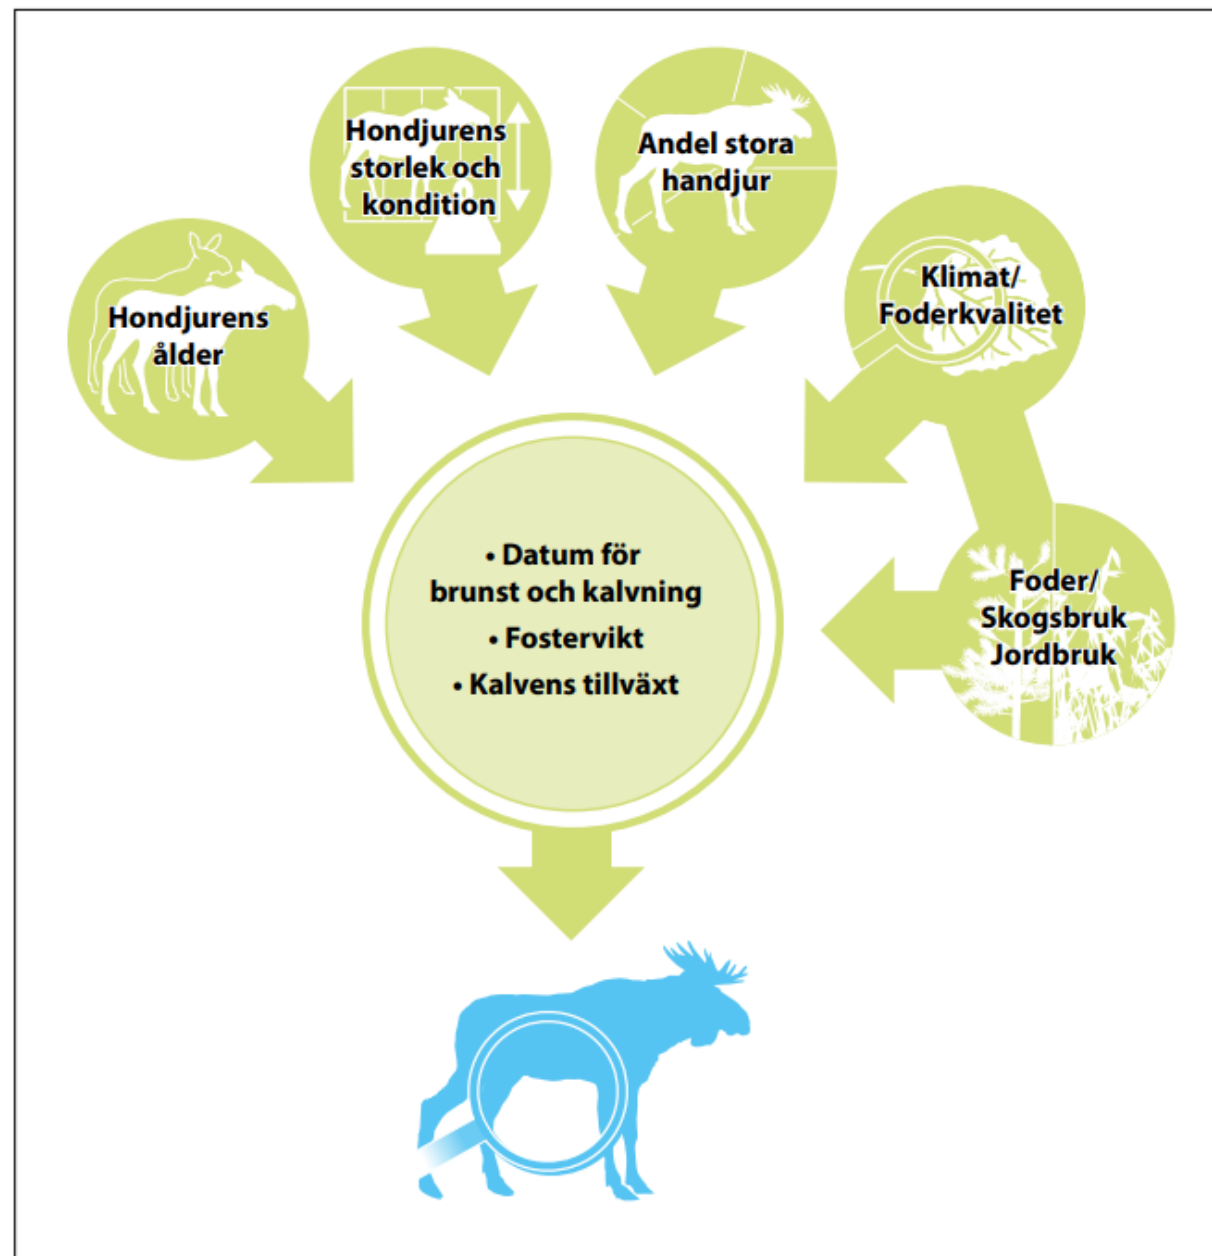 Hondjurens
storlek och
kondition
Andel stora
handjur
Klimat/
Foderkvalitet
Hondjurens
ålder
• Datum för
brunst och kalvning
• Fostervikt
• Kalvens tillväxt
Foder/
Skogsbruk
Jordbruk